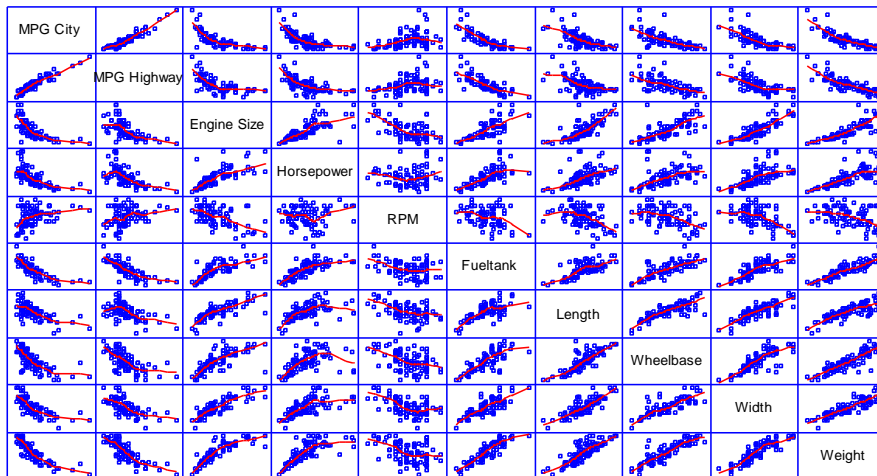 MPG City
MPG Highway
Engine Size
Horsepower
RPM
Fueltank
Length
Wheelbase
Width
Weight